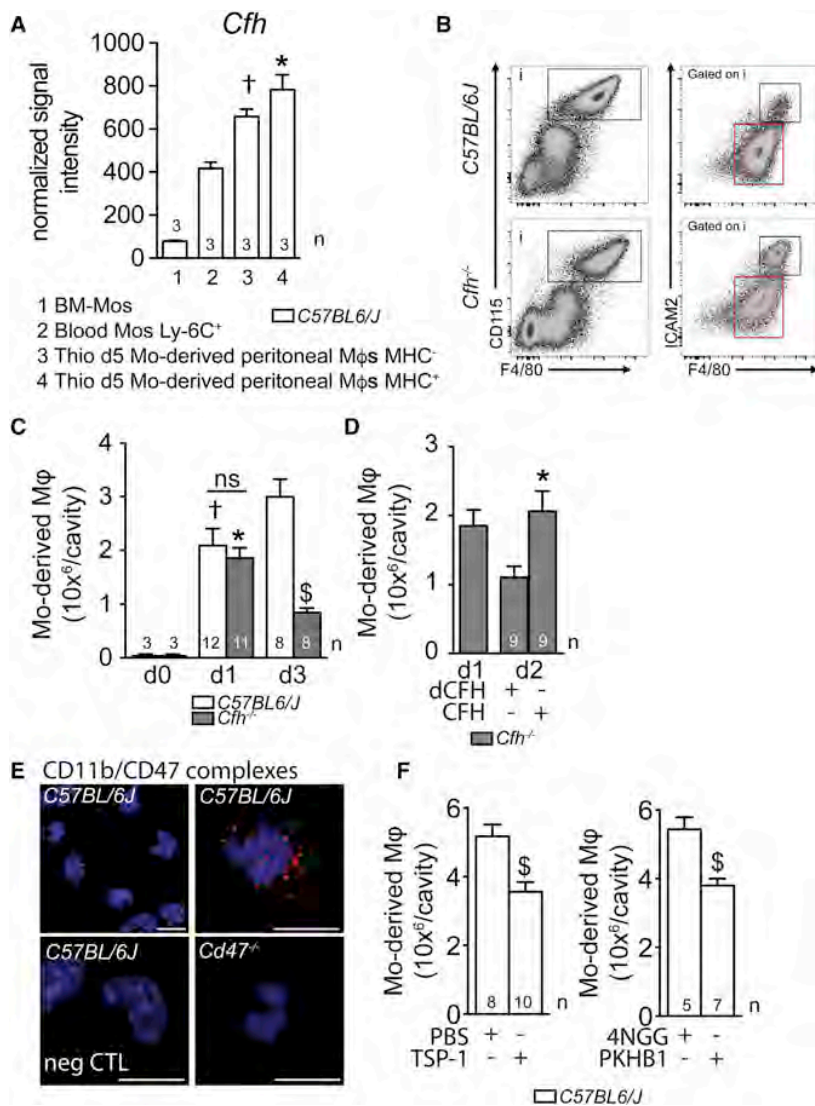 A
Cfh
normalized signal
intensity
1000
800
600
400
200
0
†
*
3
3
3
3
n
1
2
3
4
C57BL6/J
1 BM-Mos
2 Blood Mos Ly-6C⁺
3 Thio d5 Mo-derived peritoneal Mϕs MHC⁻
4 Thio d5 Mo-derived peritoneal Mϕs MHC⁺
B
C57BL/6J
i
Gated on i
Cfh⁻/⁻
i
Gated on i
CD115
ICAM2
F4/80
F4/80
C
Mo-derived Mφ
(10x⁶/cavity)
4
3
2
1
0
ns
†
*
$
3
3
12
11
8
8
n
d0
d1
d3
C57BL6/J
Cfh⁻/⁻
D
Mo-derived Mφ
(10x⁶/cavity)
3
2
1
0
*
9
9
n
d1
d2
dCFH + -
CFH - +
Cfh⁻/⁻
E
CD11b/CD47 complexes
C57BL/6J
C57BL/6J
C57BL/6J
Cd47⁻/⁻
neg CTL
F
Mo-derived Mφ
(10x⁶/cavity)
6
4
2
0
$
8
10
n
PBS + -
TSP-1 - +
Mo-derived Mφ
(10x⁶/cavity)
6
4
2
0
$
5
7
n
4NGG + -
PKHB1 - +
C57BL6/J